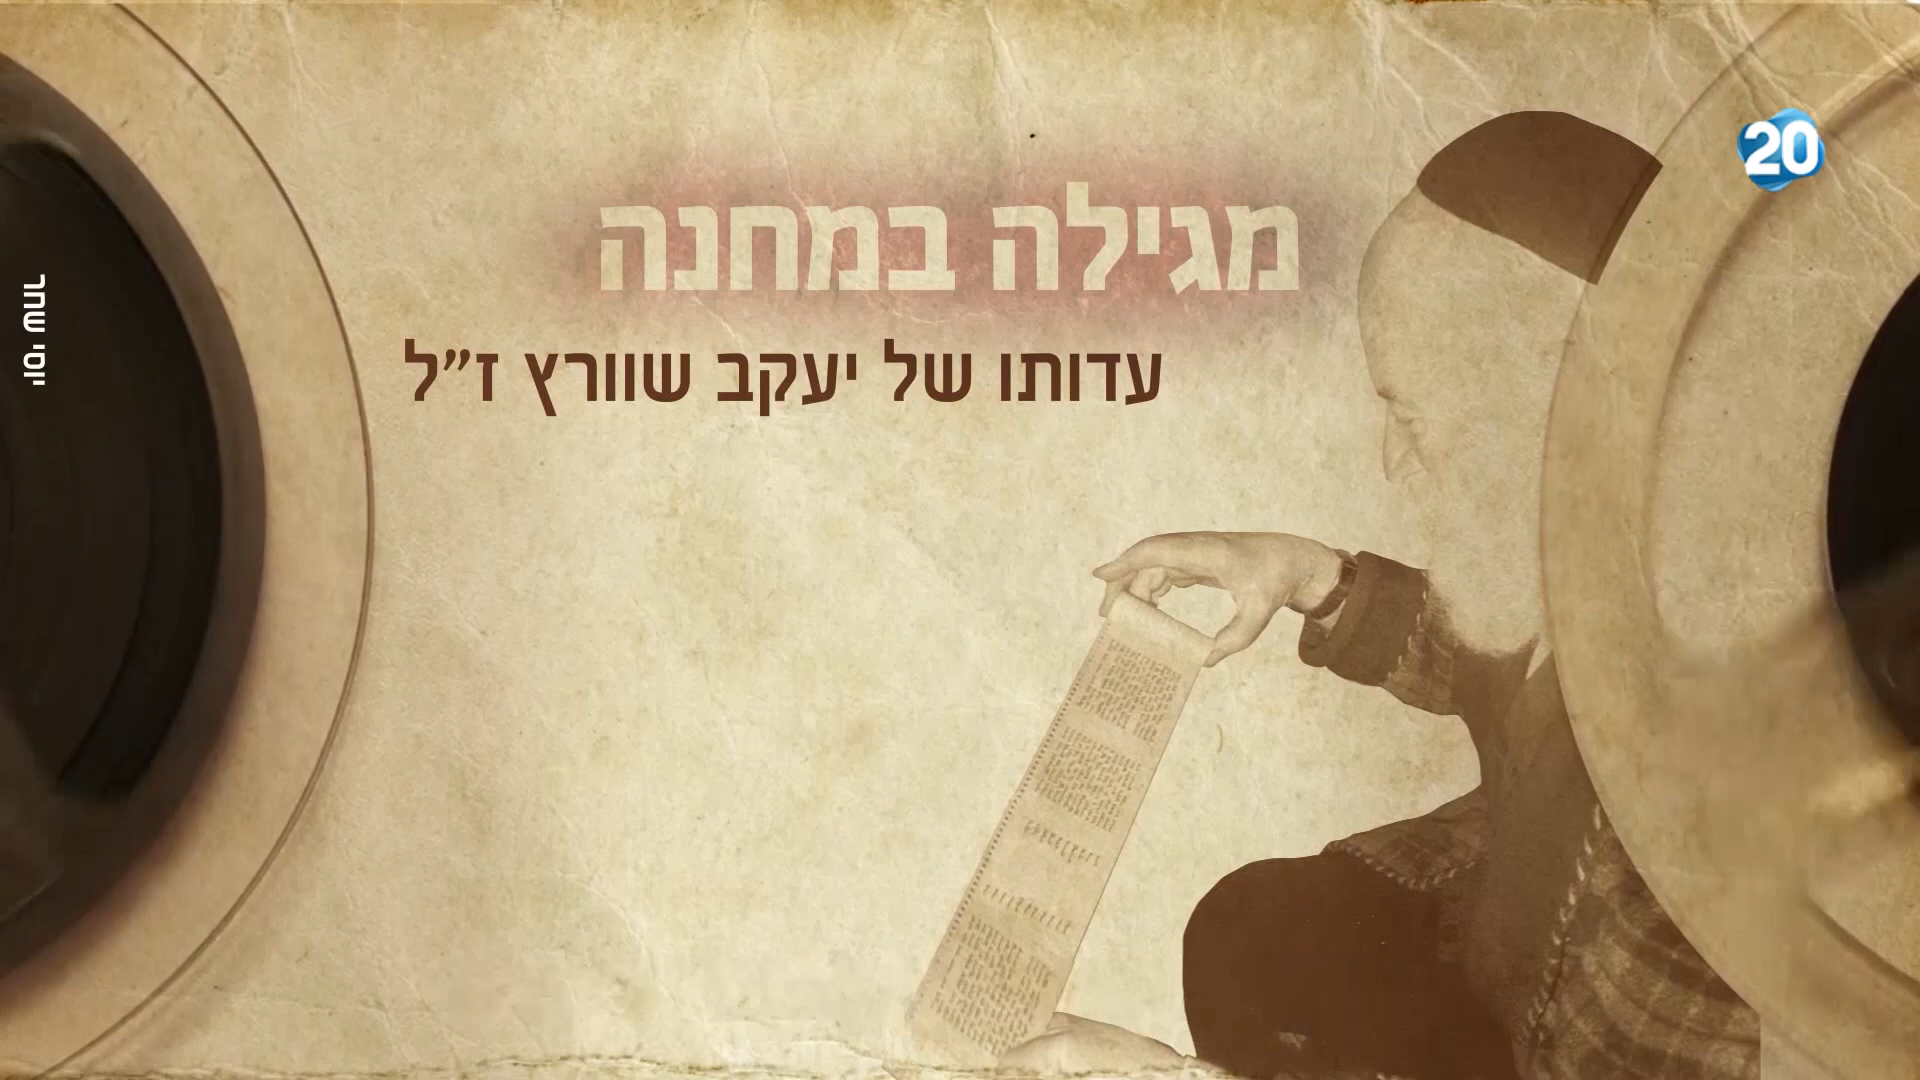 20
מגילה במחנה
עדותו של יעקב שוורץ ז״ל
יוסי שחר